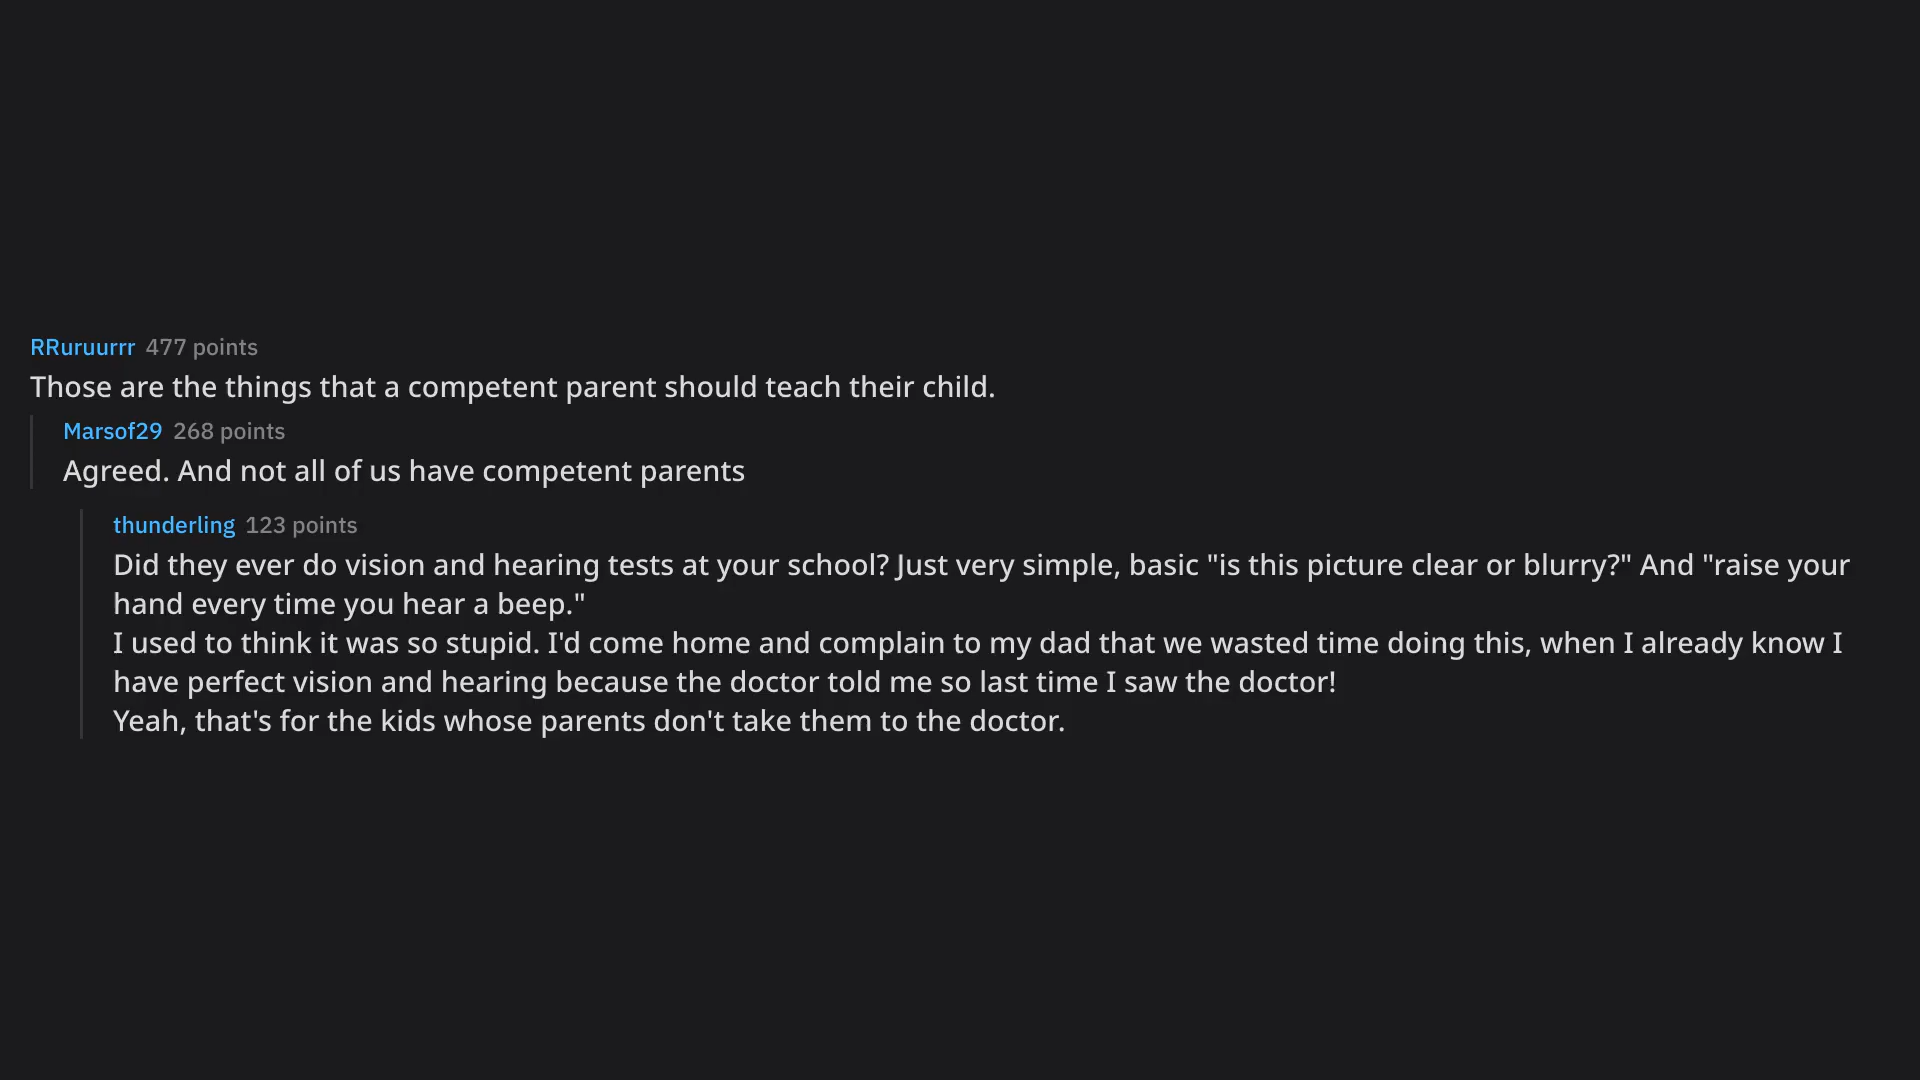 RRuruurrr 477 points
Those are the things that a competent parent should teach their child.
Marsof29 268 points
Agreed. And not all of us have competent parents
thunderling 123 points
Did they ever do vision and hearing tests at your school? Just very simple, basic "is this picture clear or blurry?" And "raise your
hand every time you hear a beep."
I used to think it was so stupid. I'd come home and complain to my dad that we wasted time doing this, when I already know I
have perfect vision and hearing because the doctor told me so last time I saw the doctor!
Yeah, that's for the kids whose parents don't take them to the doctor.